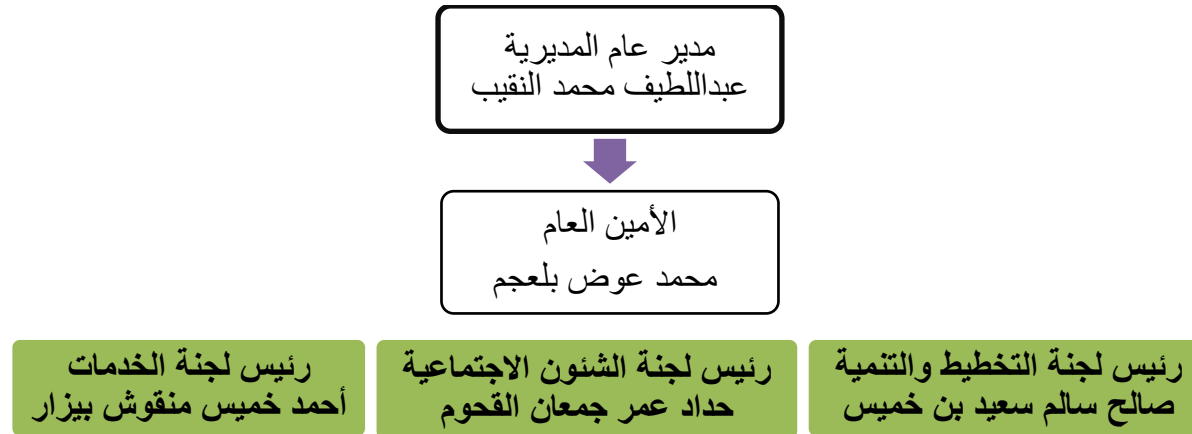 مدير عام المديرية
عبداللطيف محمد النقيب
الأمين العام
محمد عوض بلعجم
رئيس لجنة التخطيط والتنمية
صالح سالم سعيد بن خميس
رئيس لجنة الشئون الاجتماعية
حداد عمر جمعان القحوم
رئيس لجنة الخدمات
أحمد خميس منقوش بيزار